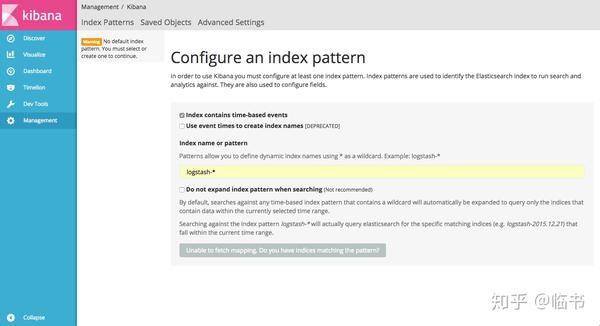 kibana
Discover
Visualize
Dashboard
Timelion
Dev Tools
Management
Collapse
Management / Kibana
Index Patterns Saved Objects Advanced Settings
Warning No default index
pattern. You must select or
create one to continue.
Configure an index pattern
In order to use Kibana you must configure at least one index pattern. Index patterns are used to identify the Elasticsearch index to run search and
analytics against. They are also used to configure fields.
Index contains time-based events
Use event times to create index names [DEPRECATED]
Index name or pattern
Patterns allow you to define dynamic index names using * as a wildcard. Example: logstash-*
logstash-*
Do not expand index pattern when searching (Not recommended)
By default, searches against any time-based index pattern that contains a wildcard will automatically be expanded to query only the indices that
contain data within the currently selected time range.
Searching against the index pattern logstash-* will actually query elasticsearch for the specific matching indices (e.g. logstash-2015.12.21) that
fall within the current time range.
Unable to fetch mapping. Do you have indices matching the pattern?
知乎 @临书